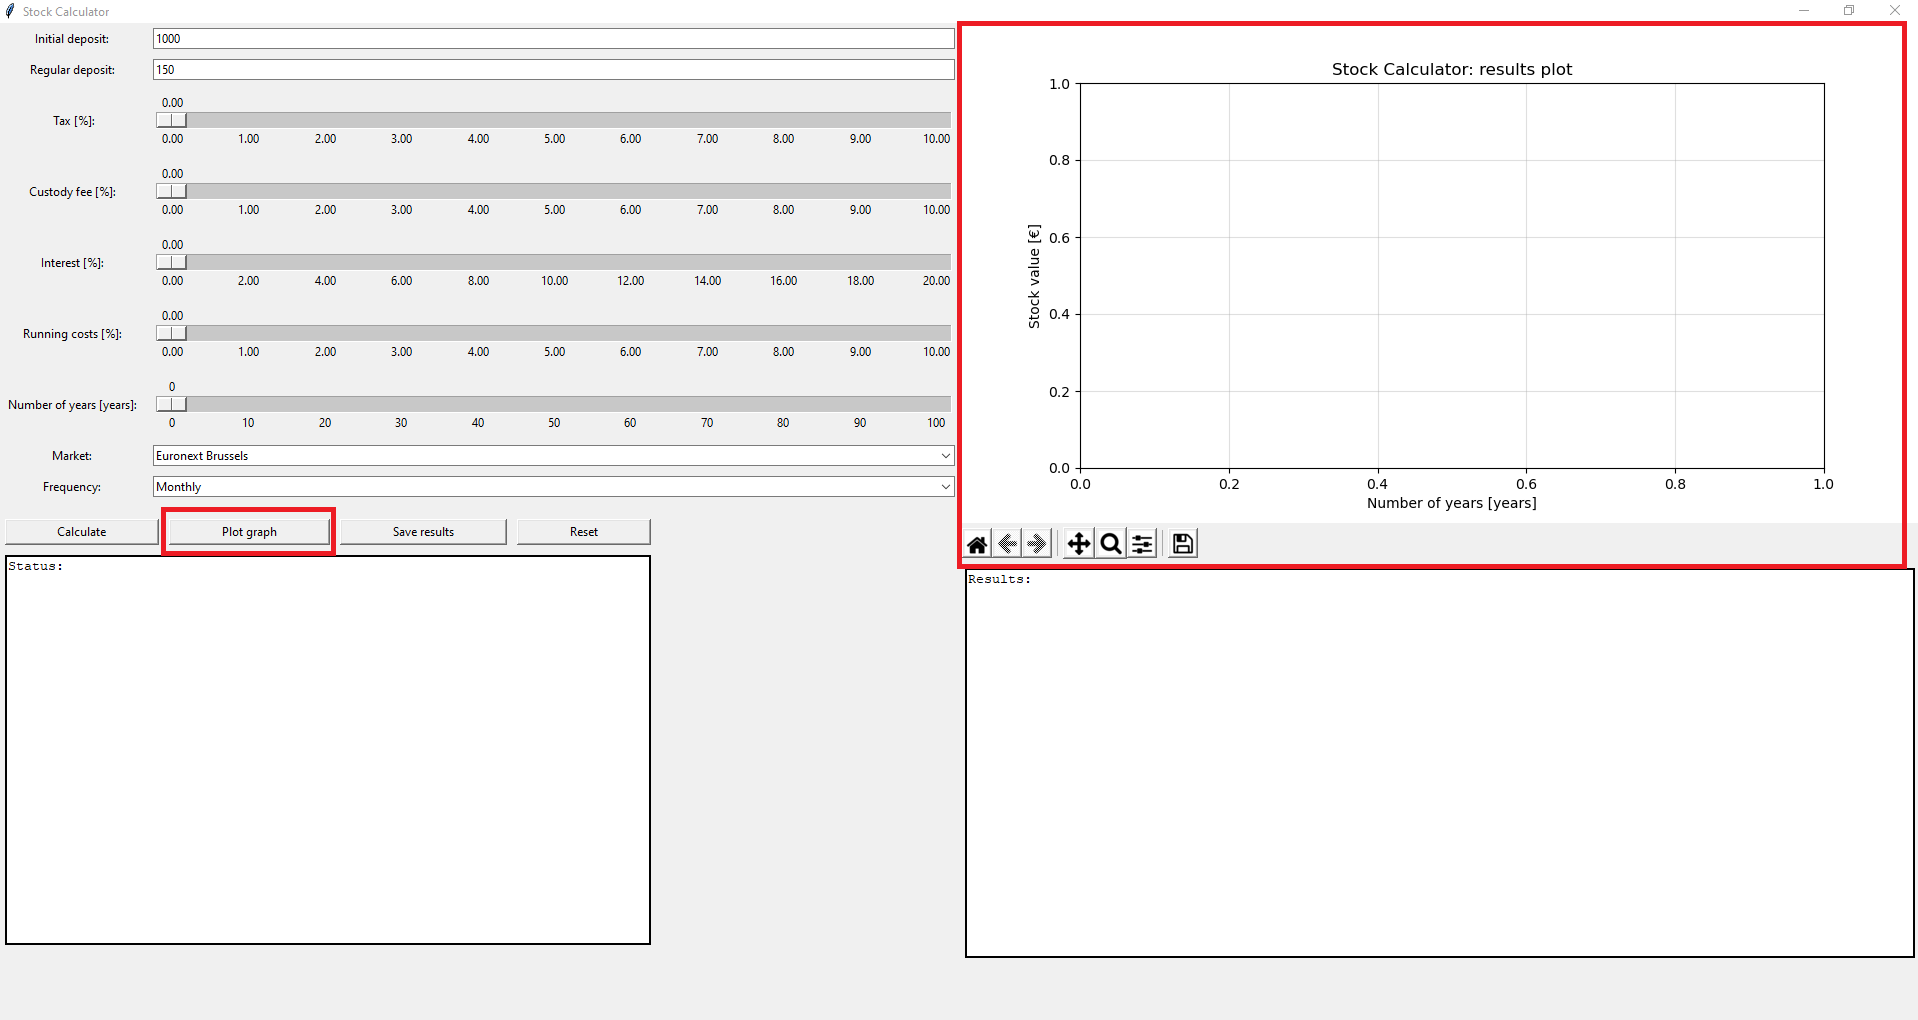 Stock Calculator
Initial deposit: 1000
Regular deposit: 150
0.00
Tax [%]:
0.00 1.00 2.00 3.00 4.00 5.00 6.00 7.00 8.00 9.00 10.00
0.00
Custody fee [%]:
0.00 1.00 2.00 3.00 4.00 5.00 6.00 7.00 8.00 9.00 10.00
0.00
Interest [%]:
0.00 2.00 4.00 6.00 8.00 10.00 12.00 14.00 16.00 18.00 20.00
0.00
Running costs [%]:
0.00 1.00 2.00 3.00 4.00 5.00 6.00 7.00 8.00 9.00 10.00
0
Number of years [years]:
0 10 20 30 40 50 60 70 80 90 100
Market: Euronext Brussels
Frequency: Monthly
Calculate Plot graph Save results Reset
Status:
Stock Calculator: results plot
1.0
0.8
0.6
0.4
0.2
0.0
Stock value [€]
0.0 0.2 0.4 0.6 0.8 1.0
Number of years [years]
Results: